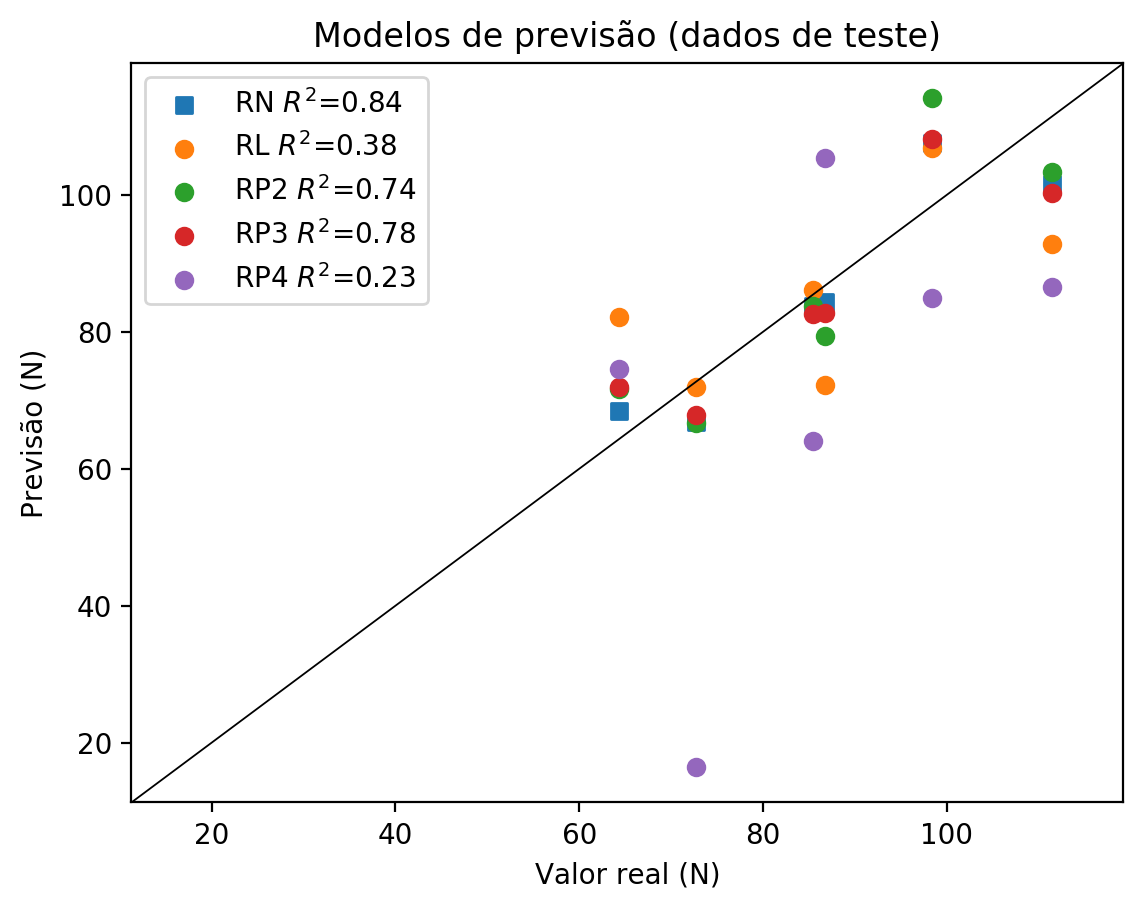 Modelos de previsão (dados de teste)
RN R²=0.84
RL R²=0.38
RP2 R²=0.74
RP3 R²=0.78
RP4 R²=0.23
Previsão (N)
100
80
60
40
20
20 40 60 80 100
Valor real (N)